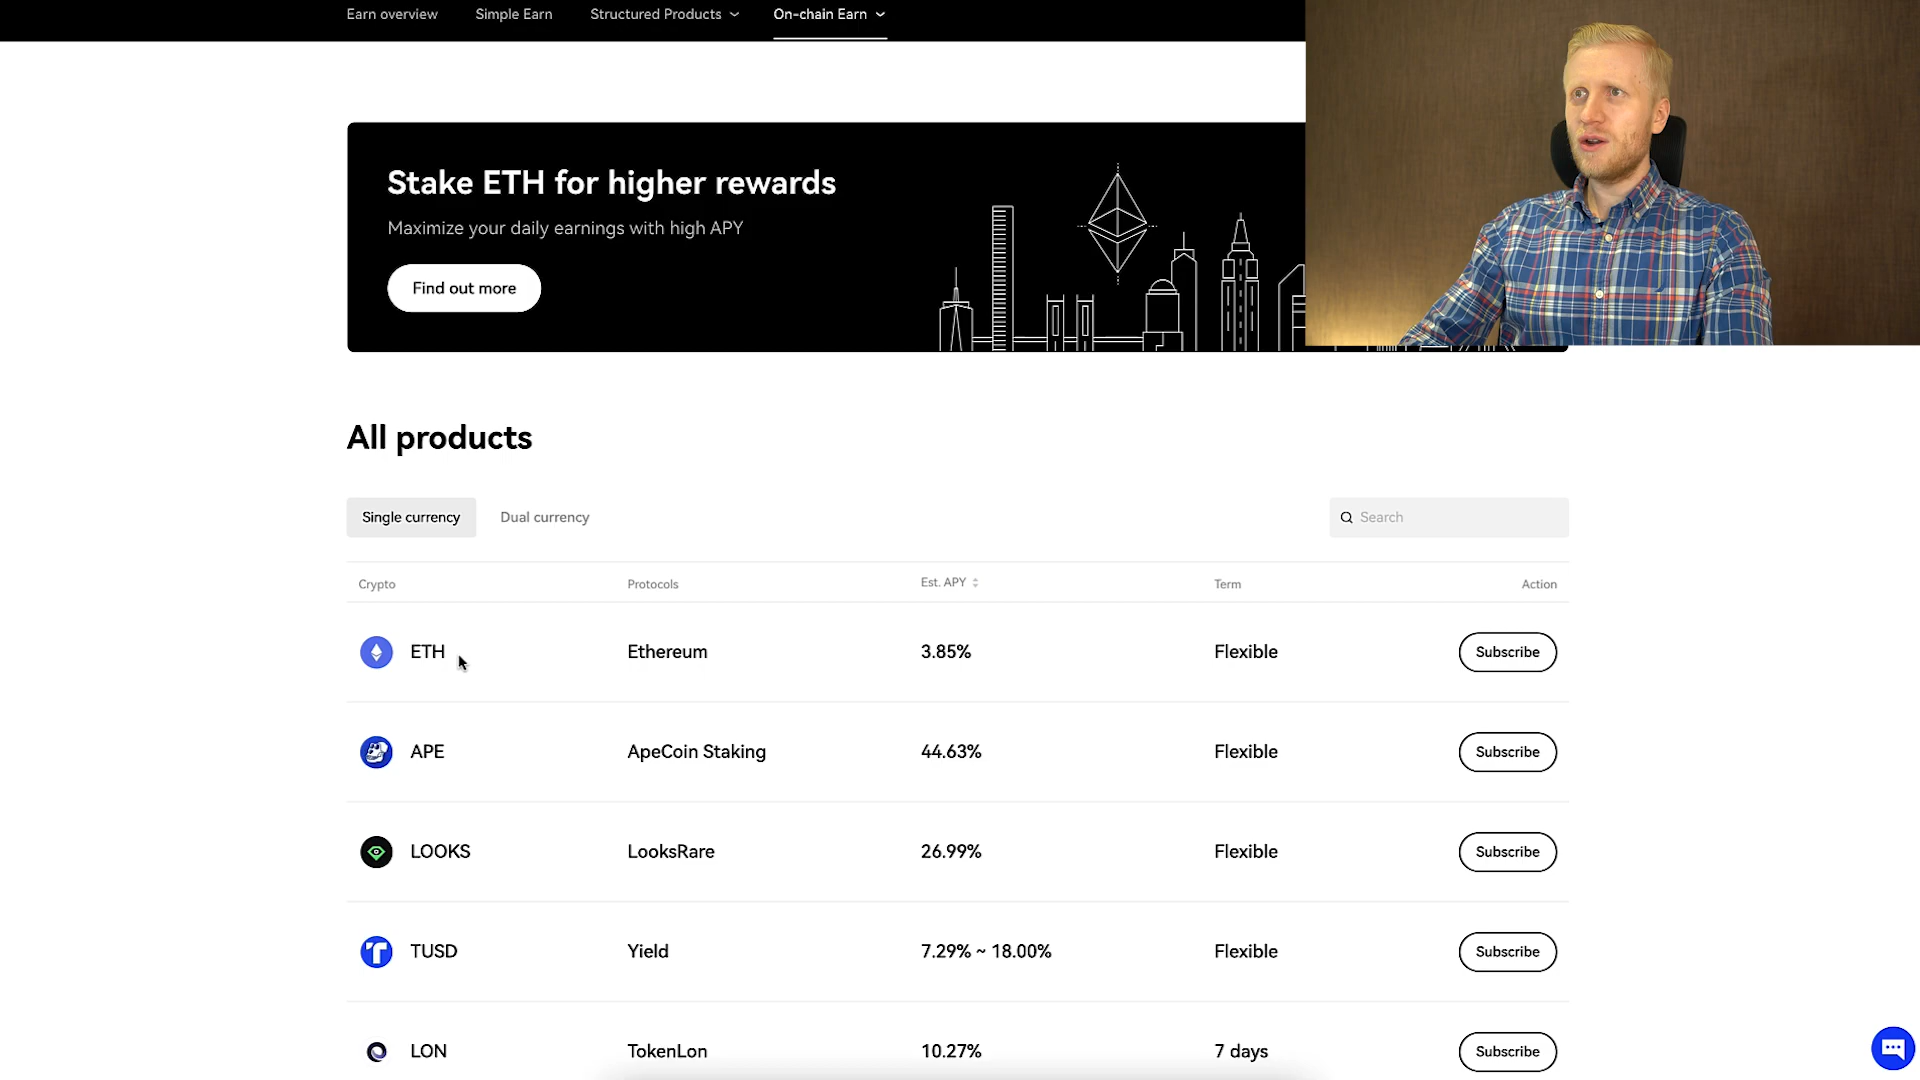 Earn overview Simple Earn Structured Products On-chain Earn
Stake ETH for higher rewards
Maximize your daily earnings with high APY
Find out more
All products
Single currency Dual currency Search
Crypto Protocols Est. APY Term Action
ETH Ethereum 3.85% Flexible Subscribe
APE ApeCoin Staking 44.63% Flexible Subscribe
LOOKS LooksRare 26.99% Flexible Subscribe
TUSD Yield 7.29% ~ 18.00% Flexible Subscribe
LON TokenLon 10.27% 7 days Subscribe